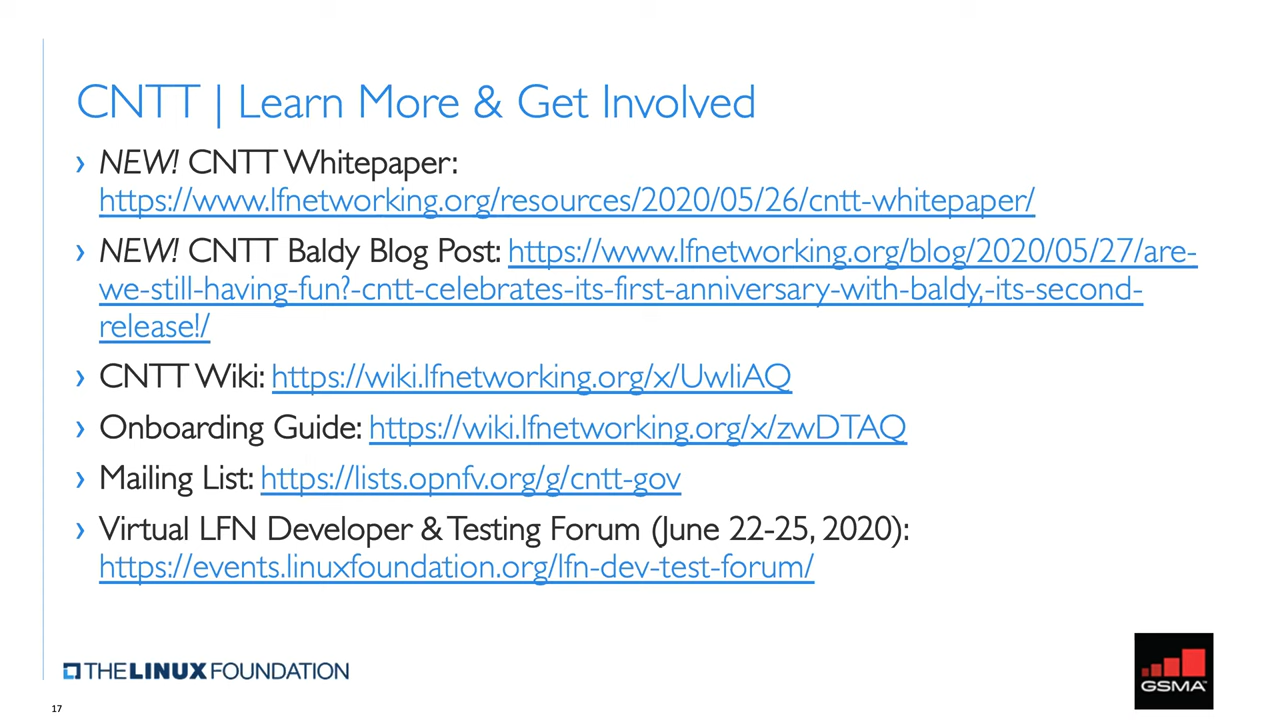 CNTT | Learn More & Get Involved
› NEW! CNTT Whitepaper:
https://www.lfnetworking.org/resources/2020/05/26/cntt-whitepaper/
› NEW! CNTT Baldy Blog Post: https://www.lfnetworking.org/blog/2020/05/27/are-
we-still-having-fun?-cntt-celebrates-its-first-anniversary-with-baldy,-its-second-
release!/
› CNTT Wiki: https://wiki.lfnetworking.org/x/UwIiAQ
› Onboarding Guide: https://wiki.lfnetworking.org/x/zwDTAQ
› Mailing List: https://lists.opnfv.org/g/cntt-gov
› Virtual LFN Developer & Testing Forum (June 22-25, 2020):
https://events.linuxfoundation.org/lfn-dev-test-forum/
THE LINUX FOUNDATION
GSMA™
17